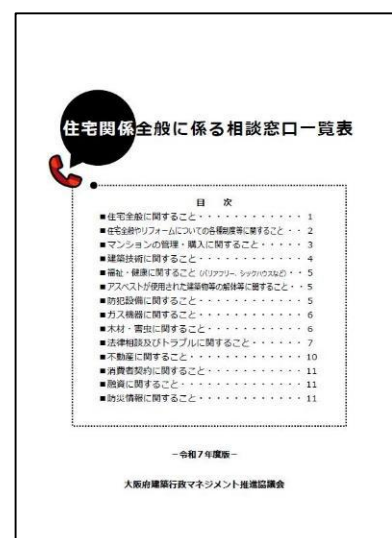 住宅関係全般に係る相談窓口一覧表
目　次
■住宅全般に関すること・・・・・・・・・・・・ 1
■住宅全般やリフォームについての各種制度等に関すること・・ 2
■マンションの管理・購入に関すること・・・・・ 3
■建築技術に関すること・・・・・・・・・・・・ 4
■福祉・健康に関すること（バリアフリー、シックハウスなど）・・ 5
■アスベストが使用された建築物等の解体等に関すること・・ 5
■防犯設備に関すること・・・・・・・・・・・・ 5
■ガス機器に関すること・・・・・・・・・・・・ 6
■木材・害虫に関すること・・・・・・・・・・・ 6
■法律相談及びトラブルに関すること・・・・・・ 7
■不動産に関すること・・・・・・・・・・・・・ 10
■消費者契約に関すること・・・・・・・・・・・ 11
■融資に関すること・・・・・・・・・・・・・・ 11
■防災情報に関すること・・・・・・・・・・・・ 11
－令和７年度版－
大阪府建築行政マネジメント推進協議会